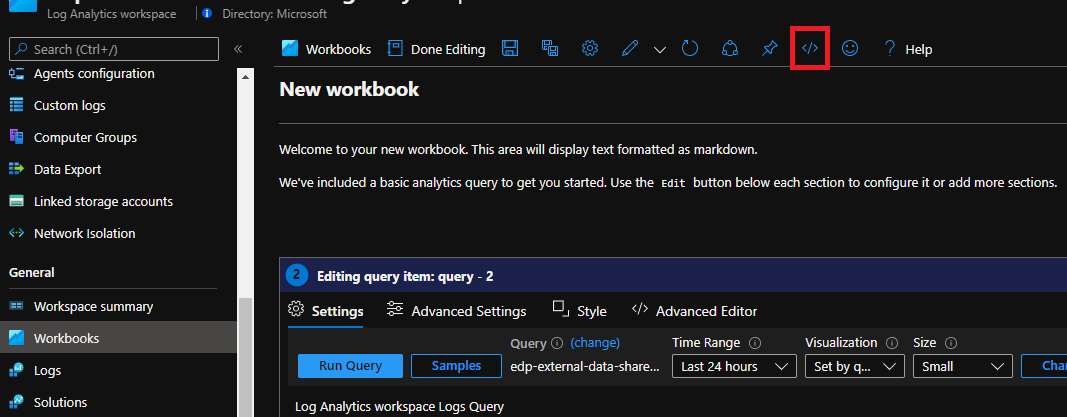 Log Analytics workspace
Directory: Microsoft
Search (Ctrl+/)
Workbooks
Done Editing
Help
Agents configuration
Custom logs
Computer Groups
Data Export
Linked storage accounts
Network Isolation
General
Workspace summary
Workbooks
Logs
Solutions
New workbook
Welcome to your new workbook. This area will display text formatted as markdown.
We've included a basic analytics query to get you started. Use the Edit button below each section to configure it or add more sections.
2 Editing query item: query - 2
Settings Advanced Settings Style </> Advanced Editor
Query (change) Time Range Visualization Size
Run Query Samples edp-external-data-share... Last 24 hours Set by q... Small
Log Analytics workspace Logs Query